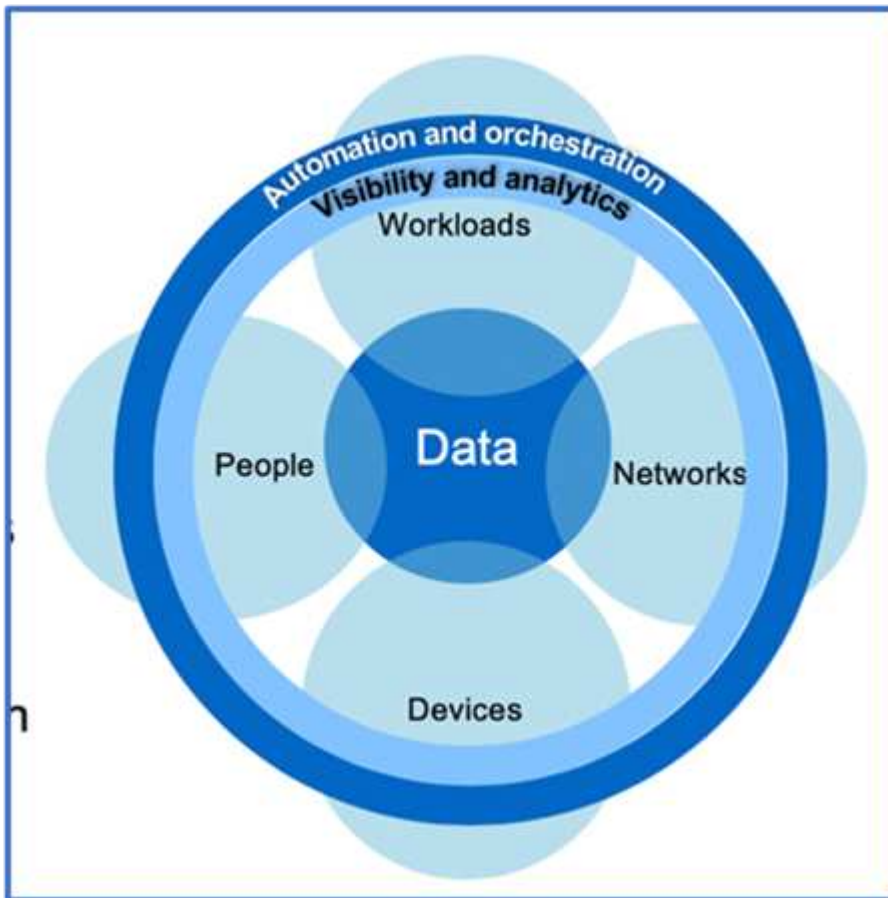 Automation and orchestration
Visibility and analytics
Workloads
People
Data
Networks
Devices
s
n